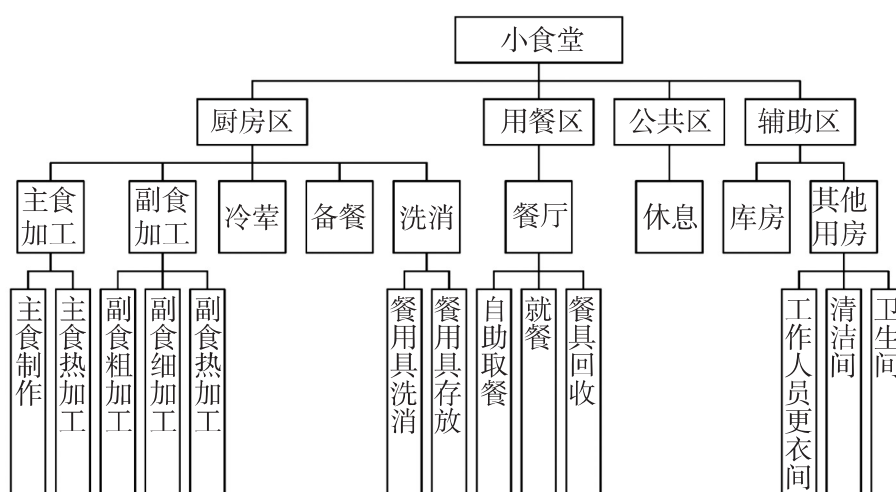 小食堂
厨房区
用餐区
公共区
辅助区
主食
加工
副食
加工
冷荤
备餐
洗消
餐厅
休息
库房
其他
用房
主食制作
主食热加工
副食粗加工
副食细加工
副食热加工
餐用具洗消
餐用具存放
自助取餐
就餐
餐具回收
工作人员更衣间
清洁间
卫生间